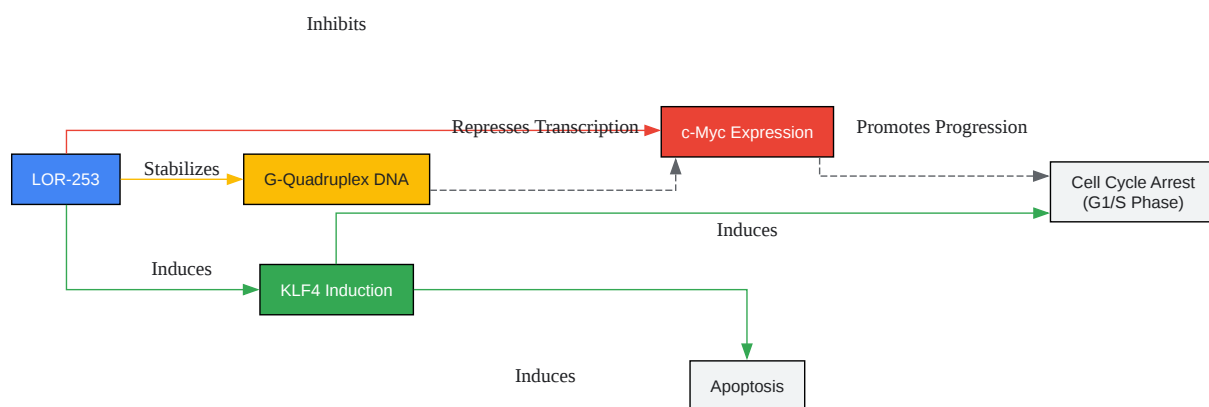 Inhibits
Represses Transcription
c-Myc Expression
Promotes Progression
LOR-253
Stabilizes
G-Quadruplex DNA
Cell Cycle Arrest
(G1/S Phase)
Induces
Induces
KLF4 Induction
Induces
Apoptosis